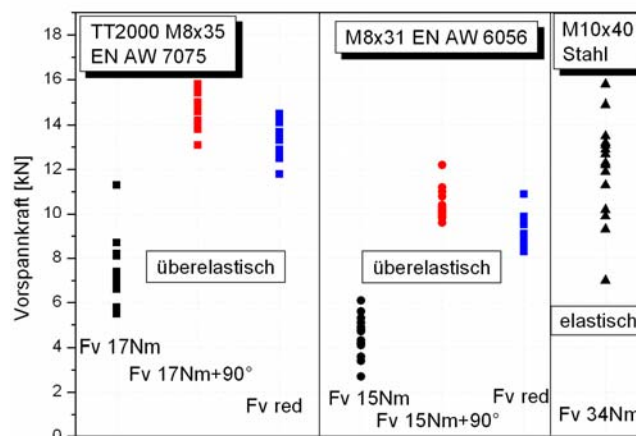 TT2000 M8x35
EN AW 7075
M8x31 EN AW 6056
M10x40
Stahl
Vorspannkraft [kN]
18
16
14
12
10
8
6
4
2
0
überelastisch
überelastisch
elastisch
Fv 17Nm
Fv 17Nm+90°
Fv red
Fv 15Nm
Fv 15Nm+90°
Fv red
Fv 34Nm